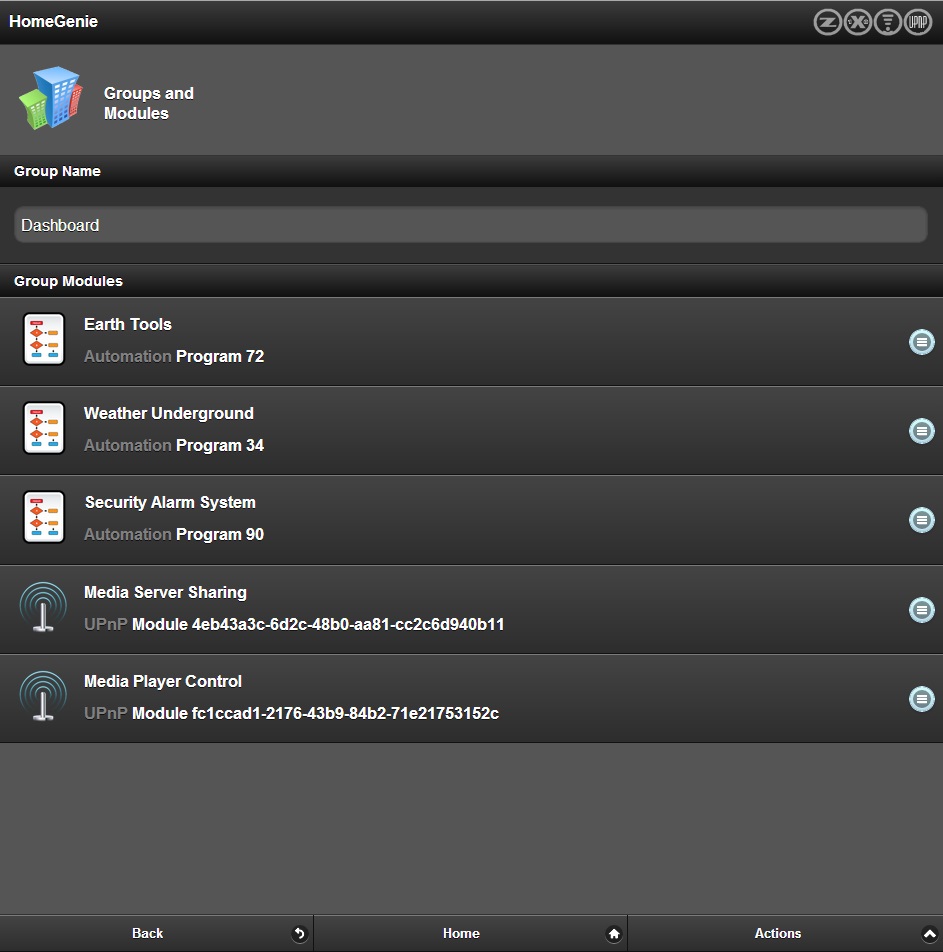 HomeGenie
UPNP
Groups and
Modules
Group Name
Dashboard
Group Modules
Earth Tools
Automation Program 72
Weather Underground
Automation Program 34
Security Alarm System
Automation Program 90
Media Server Sharing
UPnP Module 4eb43a3c-6d2c-48b0-aa81-cc2c6d940b11
Media Player Control
UPnP Module fc1ccad1-2176-43b9-84b2-71e21753152c
Back
Home
Actions